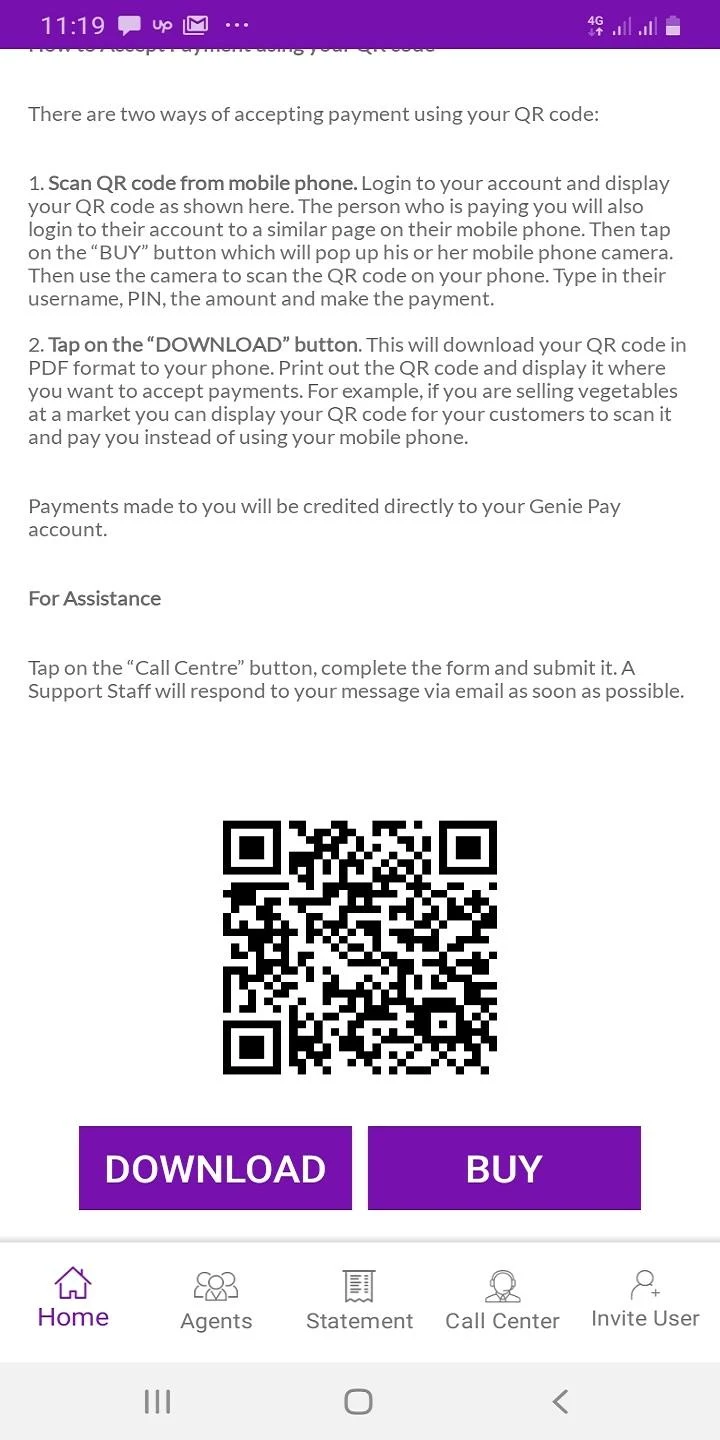 11:19 up ...
4G
How to Accept Payment using your QR code
There are two ways of accepting payment using your QR code:
1. Scan QR code from mobile phone. Login to your account and display
your QR code as shown here. The person who is paying you will also
login to their account to a similar page on their mobile phone. Then tap
on the “BUY” button which will pop up his or her mobile phone camera.
Then use the camera to scan the QR code on your phone. Type in their
username, PIN, the amount and make the payment.
2. Tap on the “DOWNLOAD” button. This will download your QR code in
PDF format to your phone. Print out the QR code and display it where
you want to accept payments. For example, if you are selling vegetables
at a market you can display your QR code for your customers to scan it
and pay you instead of using your mobile phone.
Payments made to you will be credited directly to your Genie Pay
account.
For Assistance
Tap on the “Call Centre” button, complete the form and submit it. A
Support Staff will respond to your message via email as soon as possible.
DOWNLOAD BUY
Home Agents Statement Call Center Invite User